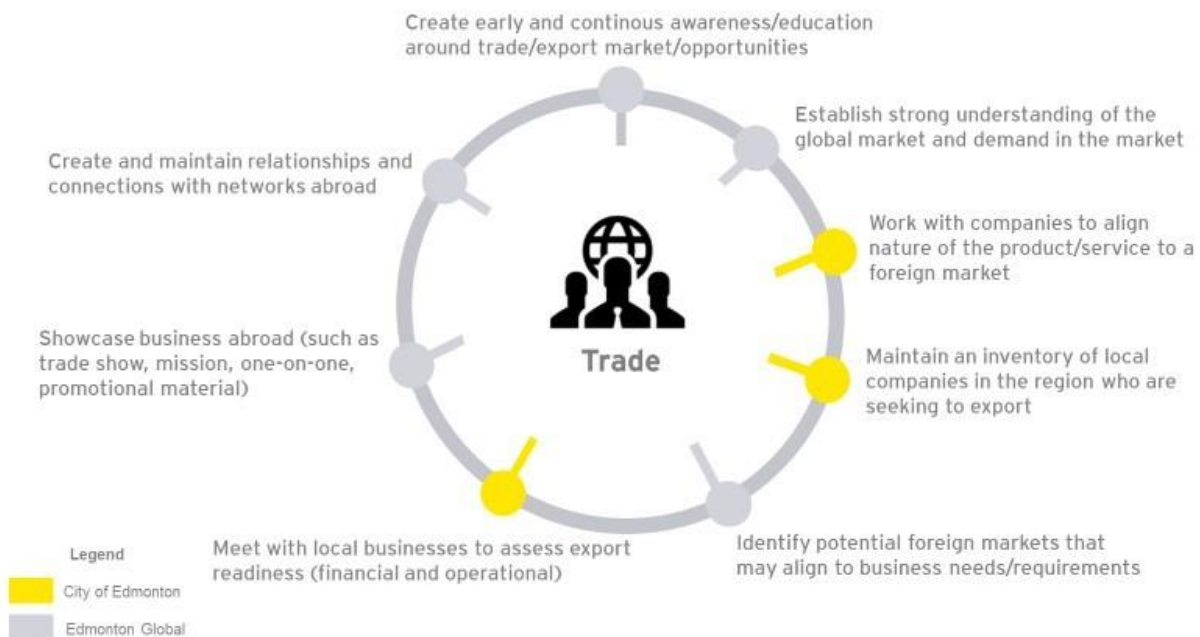 Create early and continous awareness/education
around trade/export market/opportunities
Establish strong understanding of the
global market and demand in the market
Work with companies to align
nature of the product/service to a
foreign market
Maintain an inventory of local
companies in the region who are
seeking to export
Identify potential foreign markets that
may align to business needs/requirements
Meet with local businesses to assess export
readiness (financial and operational)
Showcase business abroad (such as
trade show, mission, one-on-one,
promotional material)
Create and maintain relationships and
connections with networks abroad
Trade
Legend
City of Edmonton
Edmonton Global